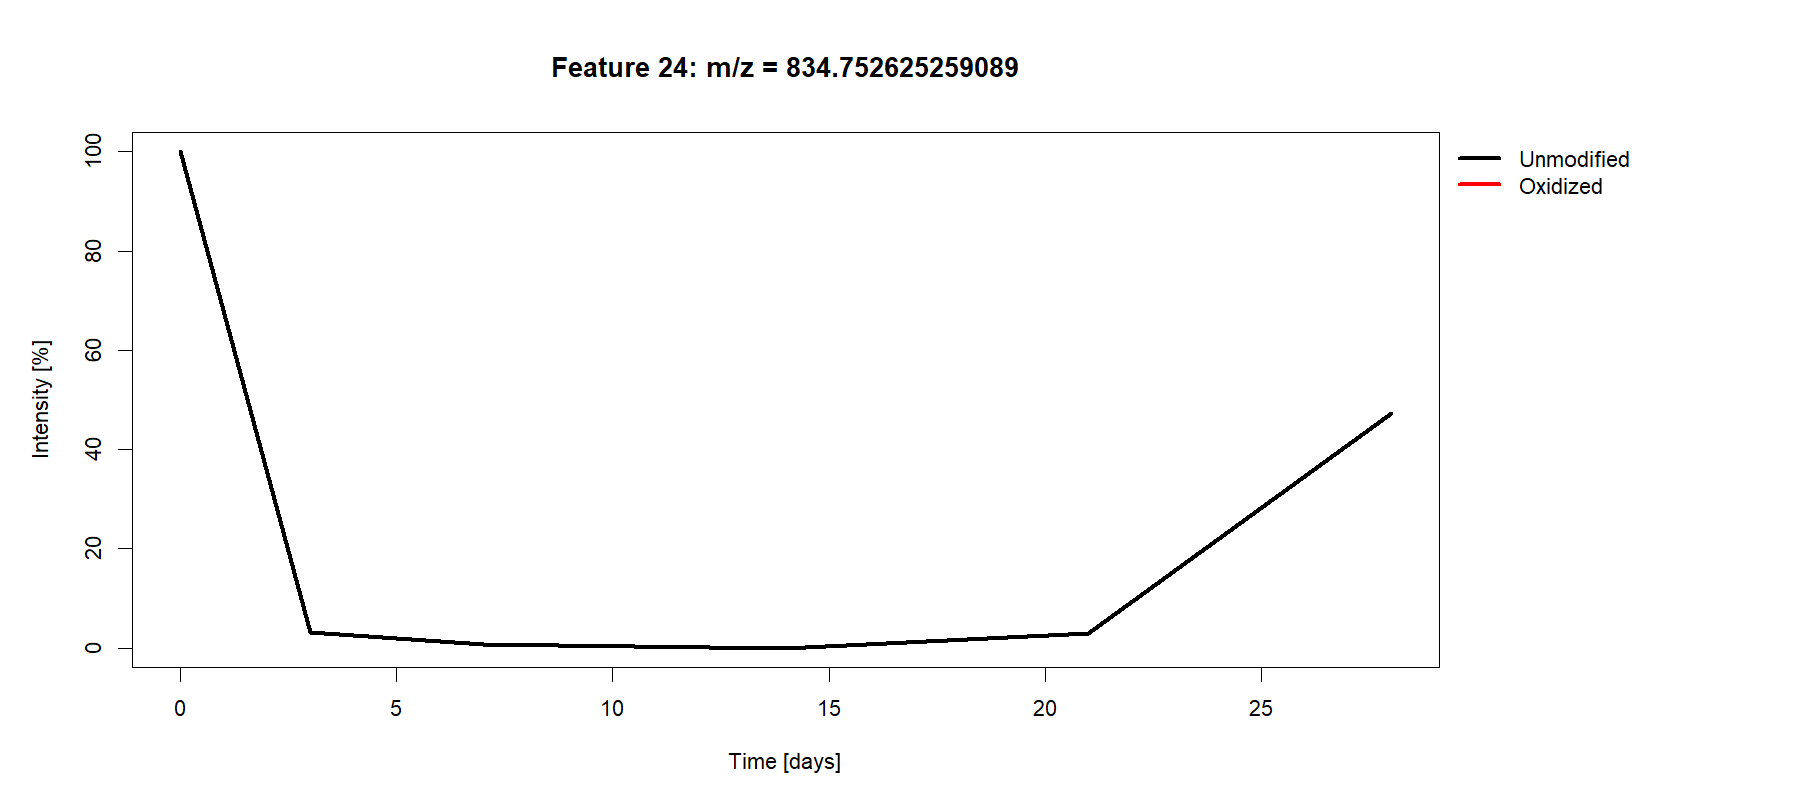 Feature 24: m/z = 834.752625259089
Unmodified
Oxidized
Intensity [%]
100
80
60
40
20
0
0 5 10 15 20 25
Time [days]